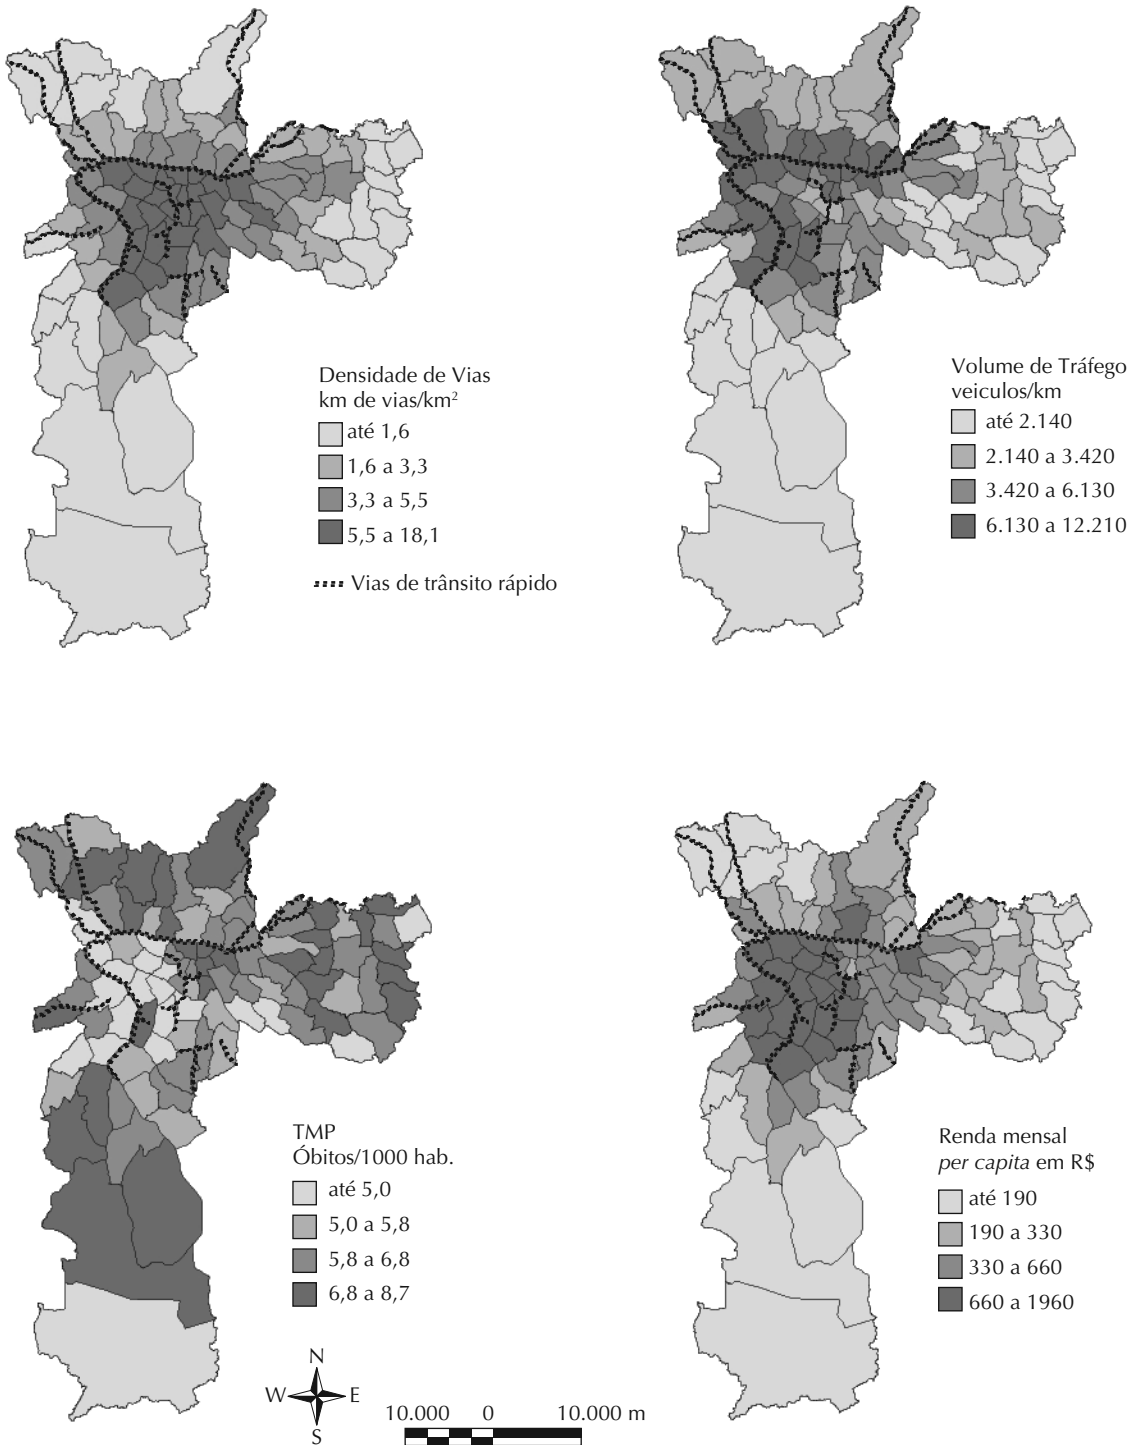 Densidade de Vias
km de vias/km²
até 1,6
1,6 a 3,3
3,3 a 5,5
5,5 a 18,1
Vias de trânsito rápido
Volume de Tráfego
veiculos/km
até 2.140
2.140 a 3.420
3.420 a 6.130
6.130 a 12.210
TMP
Óbitos/1000 hab.
até 5,0
5,0 a 5,8
5,8 a 6,8
6,8 a 8,7
Renda mensal
per capita em R$
até 190
190 a 330
330 a 660
660 a 1960
N
W E
S
10.000 0 10.000 m